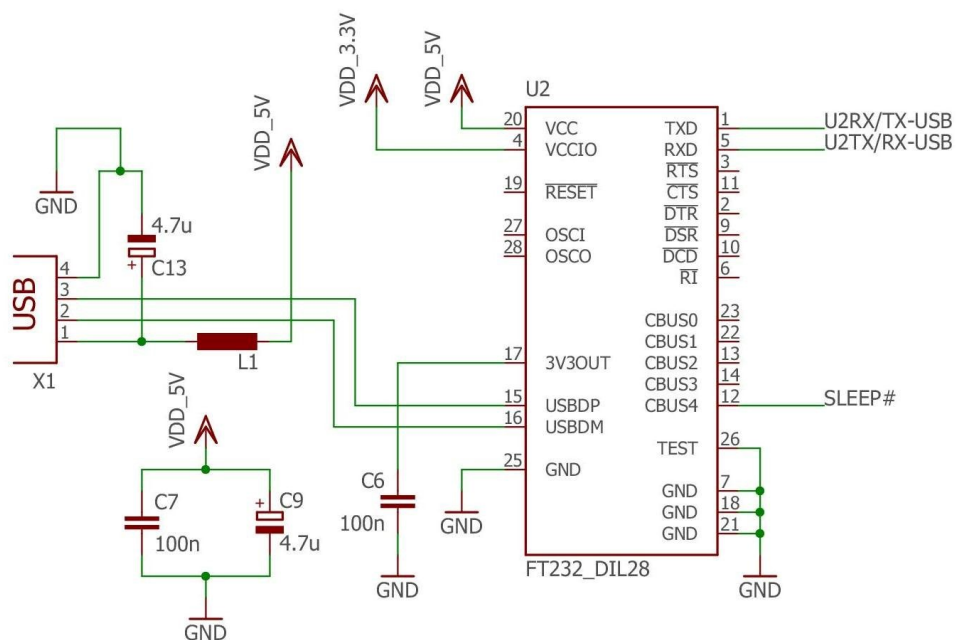 VDD_3.3V
VDD_5V
U2
VDD_5V
20 VCC TXD 1 U2RX/TX-USB
4 VCCIO RXD 5 U2TX/RX-USB
RTS 3
19 RESET CTS 11
GND
DTR 2
4.7u
27 OSCI DSR 9
28 OSCO DCD 10
C13
RI 6
USB
4
3
2
1
CBUS0 23
CBUS1 22
L1
17 3V3OUT CBUS2 13
X1
CBUS3 14
15 USBDP CBUS4 12 SLEEP#
16 USBDM
VDD_5V
TEST 26
25 GND
C6
GND 7
C7
C9
100n
GND
GND 18
100n
4.7u
GND 21
FT232_DIL28
GND
GND
GND
+
+